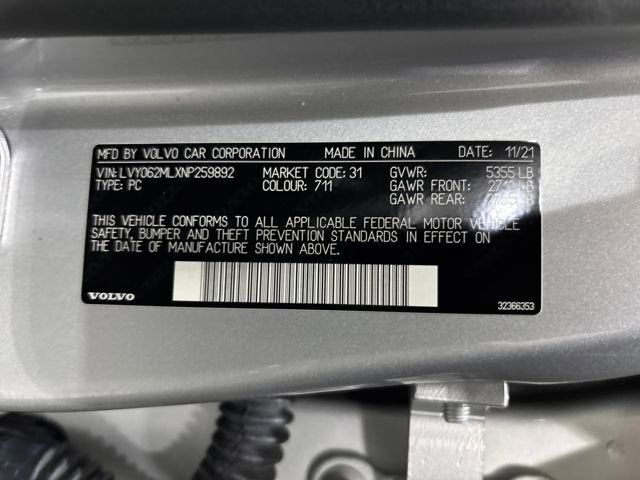 MFD BY VOLVO CAR CORPORATION MADE IN CHINA DATE: 11/21
VIN: LVY062MLXNP259892 MARKET CODE: 31 GVWR: 5355 LB
TYPE: PC COLOUR: 711 GAWR FRONT: LB
GAWR REAR:
THIS VEHICLE CONFORMS TO ALL APPLICABLE FEDERAL MOTOR VEHICLE
SAFETY, BUMPER AND THEFT PREVENTION STANDARDS IN EFFECT ON
THE DATE OF MANUFACTURE SHOWN ABOVE.
VOLVO 32366353